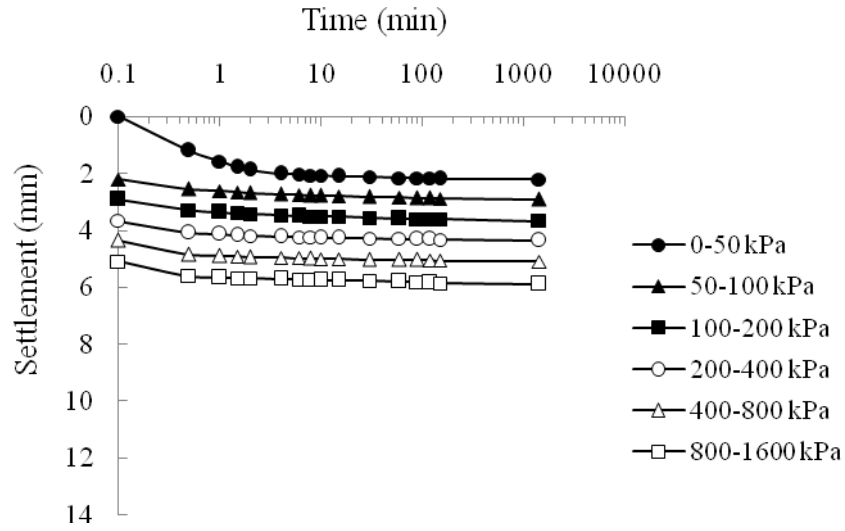 Time (min)
0.1 1 10 100 1000 10000
0
2
4
6
8
10
12
14
Settlement (mm)
0-50 kPa
50-100 kPa
100-200 kPa
200-400 kPa
400-800 kPa
800-1600 kPa